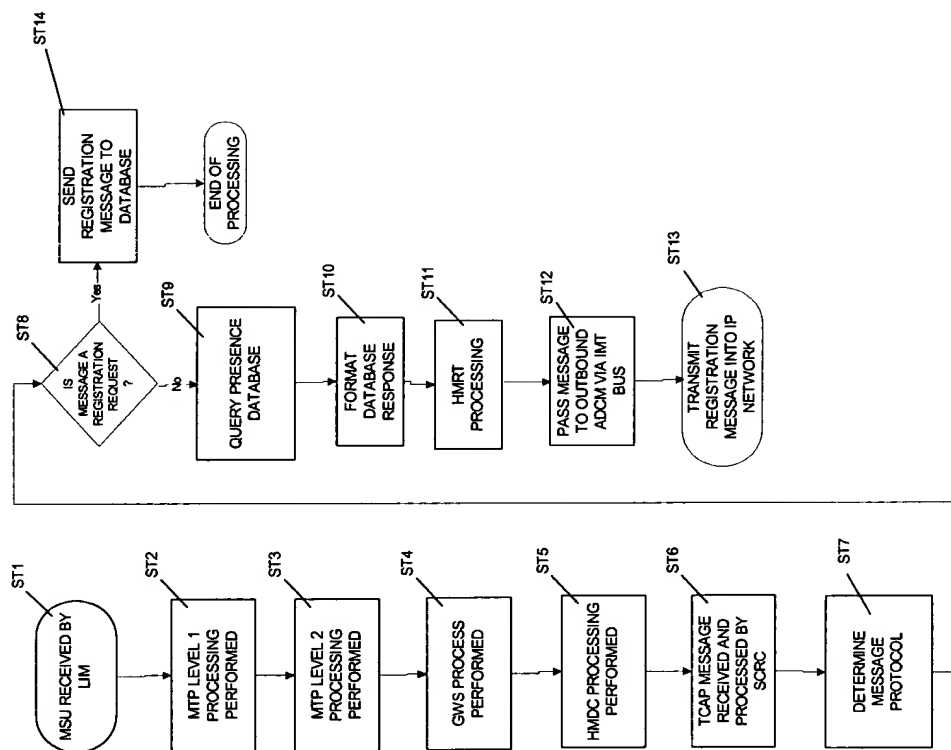 ST1
MSU RECEIVED BY
LIM
ST2
MTP LEVEL 1
PROCESSING
PERFORMED
ST3
MTP LEVEL 2
PROCESSING
PERFORMED
ST4
GWS PROCESS
PERFORMED
ST5
HMDC PROCESSING
PERFORMED
ST6
TCAP MESSAGE
RECEIVED AND
PROCESSED BY
SCRC
ST7
DETERMINE
MESSAGE
PROTOCOL
ST8
IS
MESSAGE A
REGISTRATION
REQUEST
?
Yes
No
ST14
SEND
REGISTRATION
MESSAGE TO
DATABASE
END OF
PROCESSING
ST9
QUERY PRESENCE
DATABASE
ST10
FORMAT
DATABASE
RESPONSE
ST11
HMRT
PROCESSING
ST12
PASS MESSAGE
TO OUTBOUND
ADCM VIA IMT
BUS
ST13
TRANSMIT
REGISTRATION
MESSAGE INTO IP
NETWORK